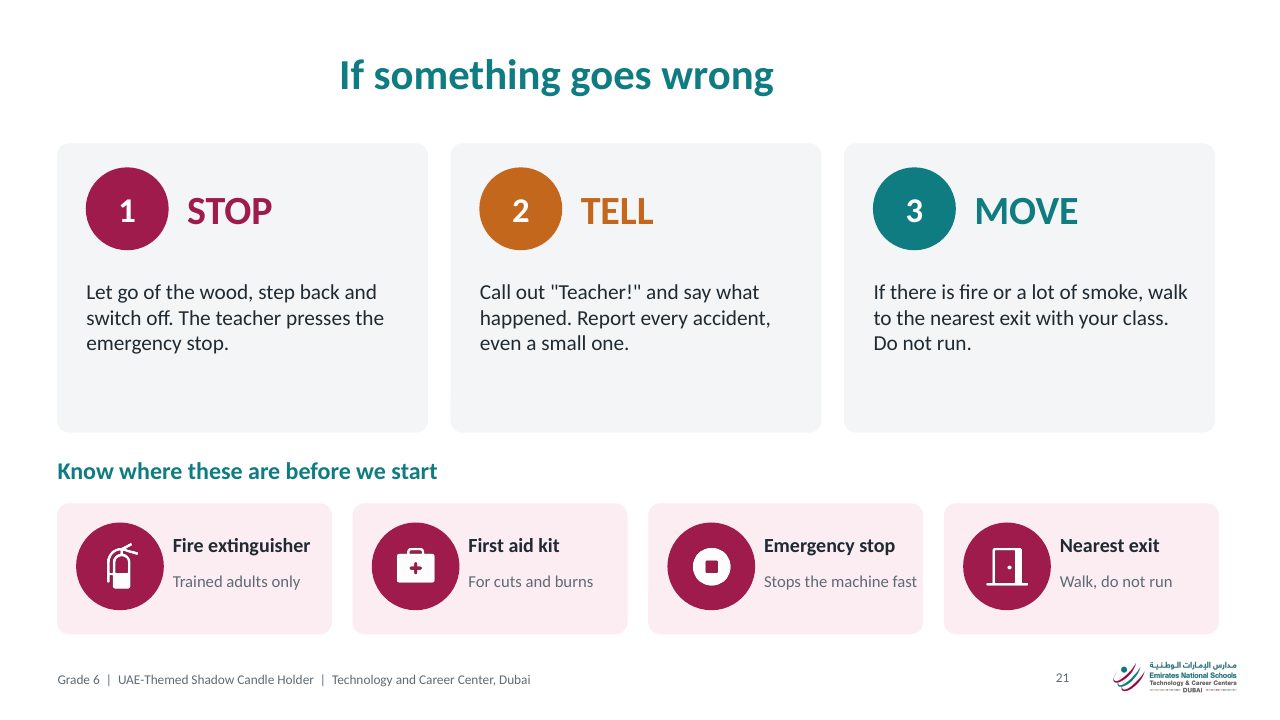 If something goes wrong
1
STOP
Let go of the wood, step back and
switch off. The teacher presses the
emergency stop.
2
TELL
Call out "Teacher!" and say what
happened. Report every accident,
even a small one.
3
MOVE
If there is fire or a lot of smoke, walk
to the nearest exit with your class.
Do not run.
Know where these are before we start
Fire extinguisher
Trained adults only
First aid kit
For cuts and burns
Emergency stop
Stops the machine fast
Nearest exit
Walk, do not run
Grade 6 | UAE-Themed Shadow Candle Holder | Technology and Career Center, Dubai
21
مدارس الإمارات الوطنية
Emirates National Schools
Technology & Career Centers
DUBAI